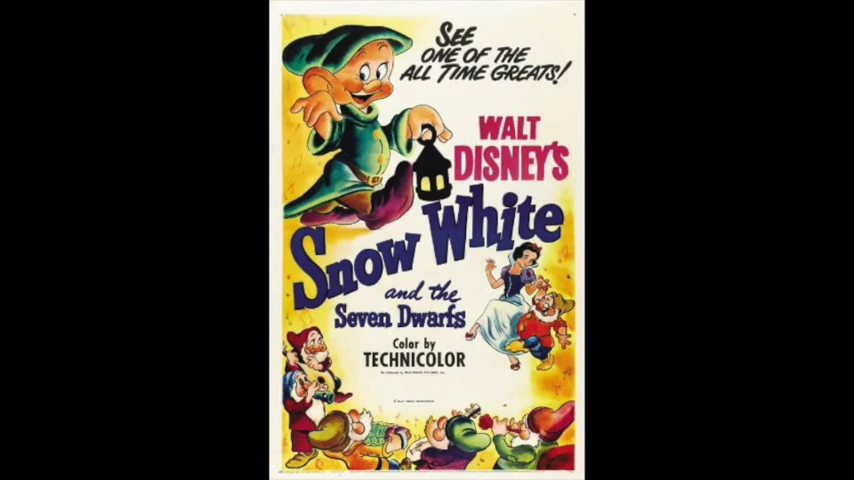 SEE
ONE OF THE
ALL TIME GREATS!
WALT
DISNEY'S
Snow White
and the
Seven Dwarfs
Color by
TECHNICOLOR